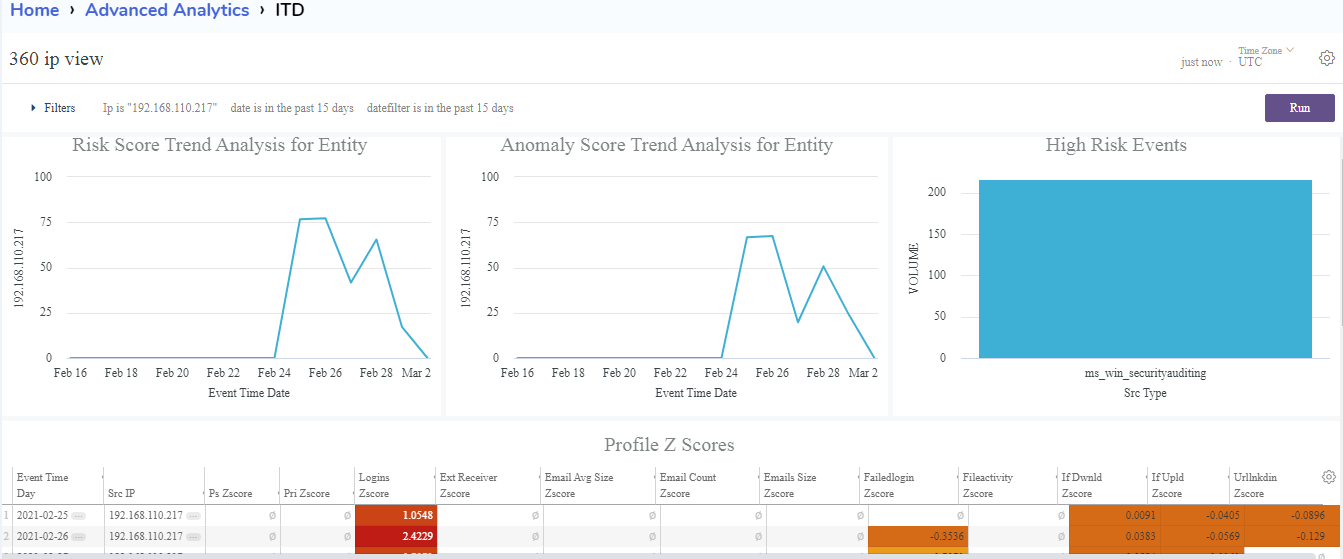 Home › Advanced Analytics › ITD
360 ip view
just now · Time Zone UTC
Filters Ip is "192.168.110.217" date is in the past 15 days datefilter is in the past 15 days
Run
Risk Score Trend Analysis for Entity
192.168.110.217
100
75
50
25
0
Feb 16 Feb 18 Feb 20 Feb 22 Feb 24 Feb 26 Feb 28 Mar 2
Event Time Date
Anomaly Score Trend Analysis for Entity
192.168.110.217
100
75
50
25
0
Feb 16 Feb 18 Feb 20 Feb 22 Feb 24 Feb 26 Feb 28 Mar 2
Event Time Date
High Risk Events
VOLUME
200
150
100
50
0
ms_win_securityauditing
Src Type
Profile Z Scores
Event Time Day Src IP Ps Zscore Pri Zscore Logins Zscore Ext Receiver Zscore Email Avg Size Zscore Email Count Zscore Emails Size Zscore Failedlogin Zscore Fileactivity Zscore If Dwnld Zscore If Upld Zscore Urllnkdin Zscore
1 2021-02-25 192.168.110.217 ∅ ∅ 1.0548 ∅ ∅ ∅ ∅ ∅ ∅ 0.0091 -0.0405 -0.0896
2 2021-02-26 192.168.110.217 ∅ ∅ 2.4229 ∅ ∅ ∅ ∅ -0.3536 ∅ 0.0383 -0.0569 -0.129